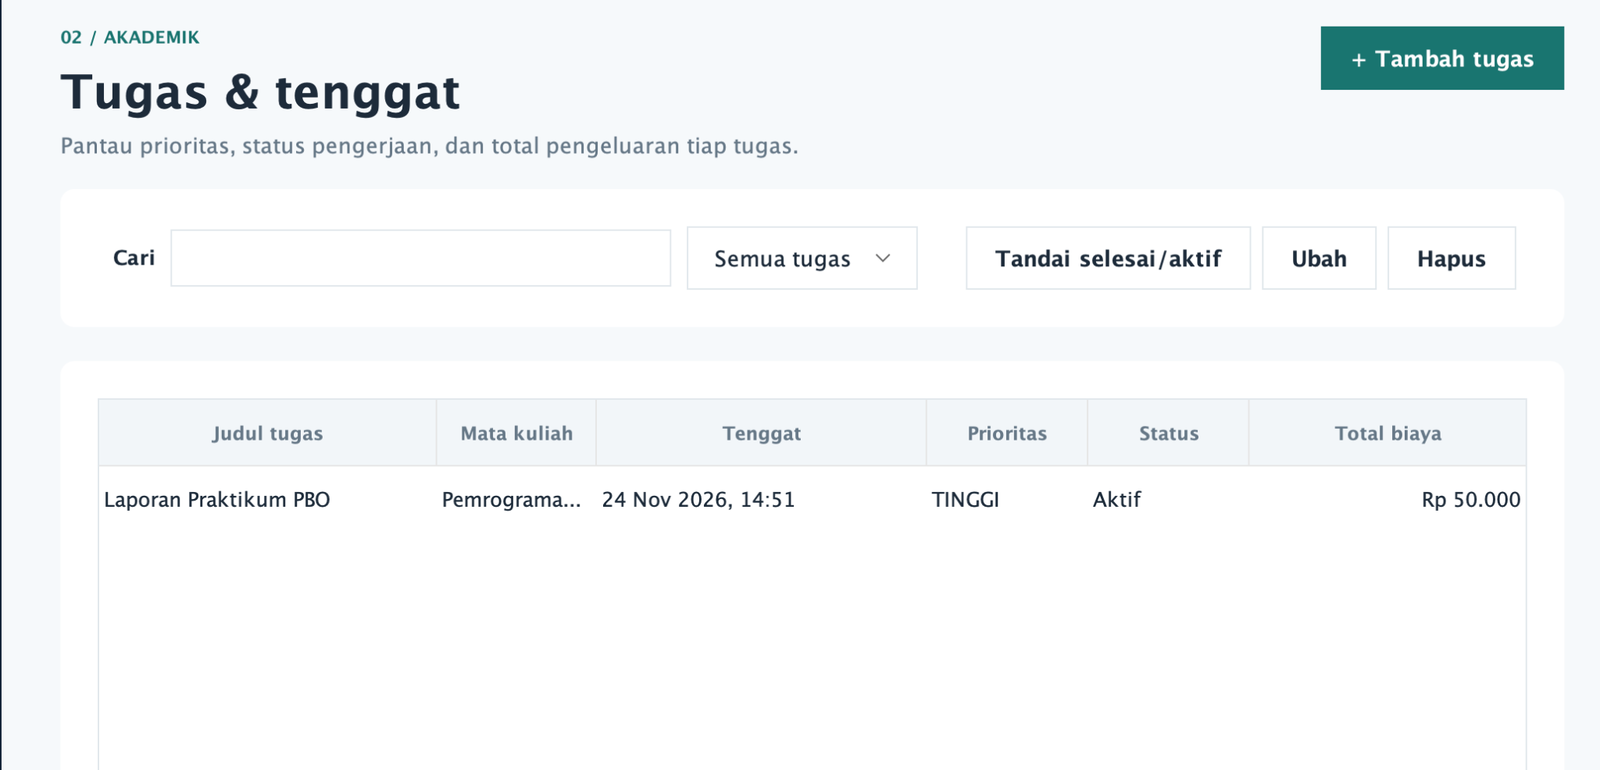 02 / AKADEMIK
Tugas & tenggat
Pantau prioritas, status pengerjaan, dan total pengeluaran tiap tugas.
+ Tambah tugas
Cari
Semua tugas
Tandai selesai/aktif
Ubah
Hapus
Judul tugas
Mata kuliah
Tenggat
Prioritas
Status
Total biaya
Laporan Praktikum PBO
Pemrograma...
24 Nov 2026, 14:51
TINGGI
Aktif
Rp 50.000